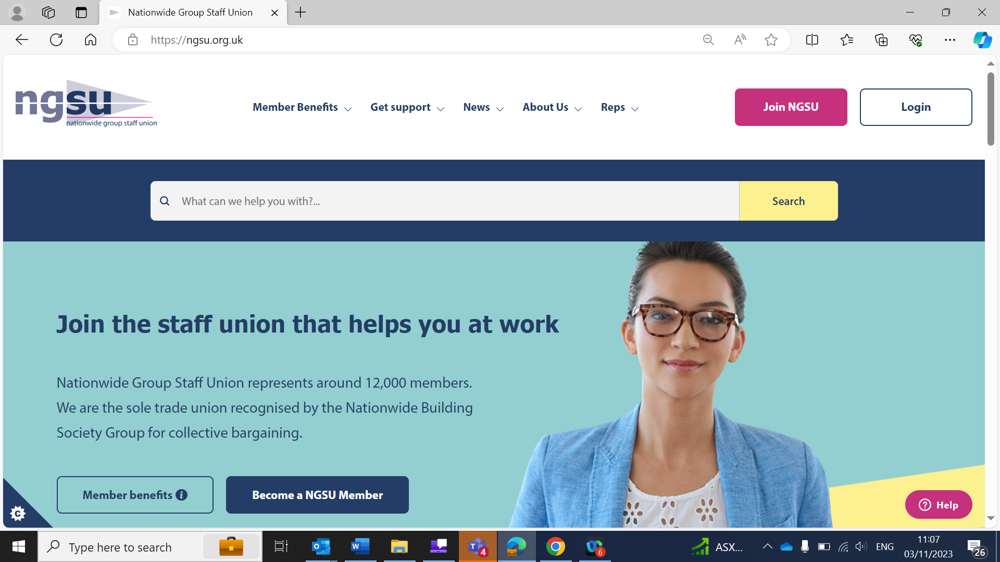 Nationwide Group Staff Union
https://ngsu.org.uk
ngsu
nationwide group staff union
Member Benefits
Get support
News
About Us
Reps
Join NGSU
Login
What can we help you with?...
Search
Join the staff union that helps you at work
Nationwide Group Staff Union represents around 12,000 members.
We are the sole trade union recognised by the Nationwide Building
Society Group for collective bargaining.
Member benefits
Become a NGSU Member
Help
Type here to search
4
6
ASX...
ENG
11:07
03/11/2023
26